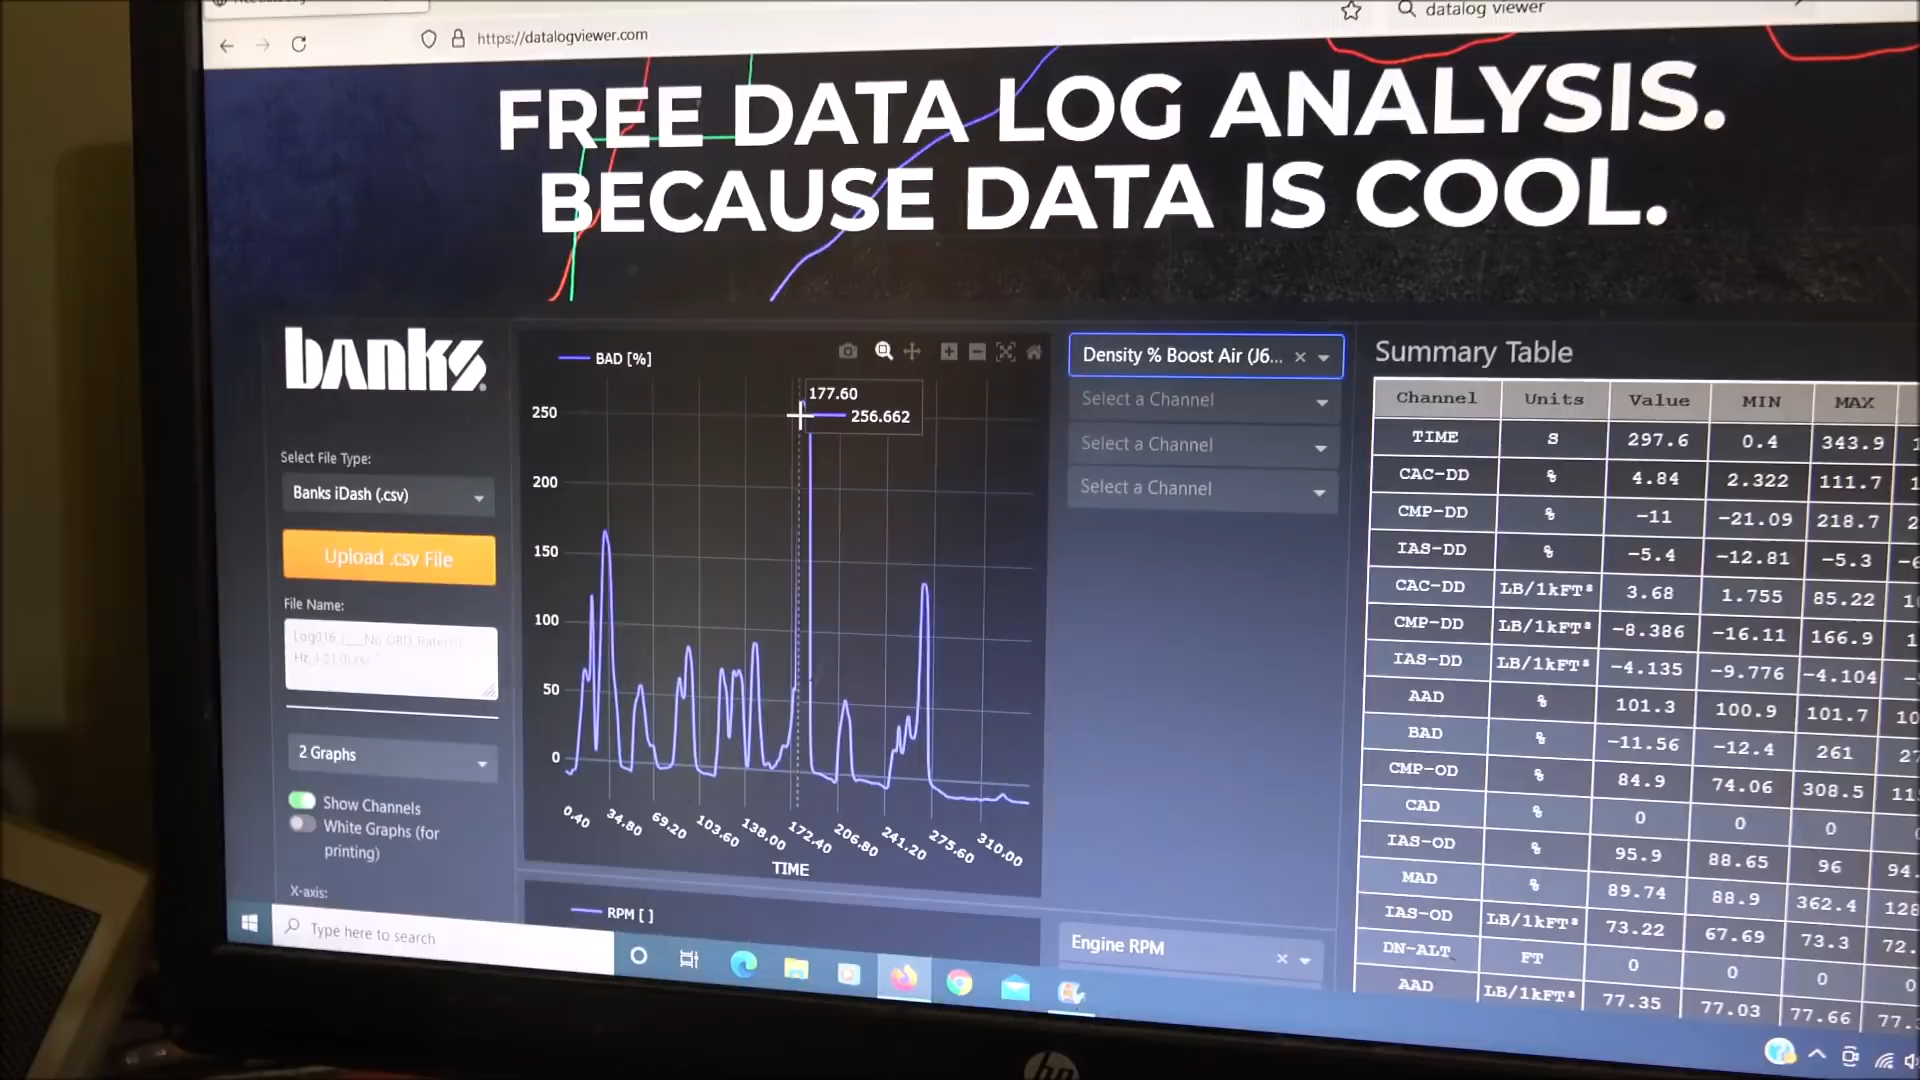 datalog viewer
https://datalogviewer.com
FREE DATA LOG ANALYSIS.
BECAUSE DATA IS COOL.
banks
Select File Type:
Banks iDash (.csv)
Upload .csv File
File Name:
2 Graphs
Show Channels
White Graphs (for
printing)
X-axis:
BAD [%]
177.60
256.662
250
200
150
100
50
0
0.40
34.80
69.20
103.60
138.00
172.40
206.80
241.20
275.60
310.00
TIME
RPM [ ]
Density % Boost Air (J6...
Select a Channel
Select a Channel
Select a Channel
Engine RPM
Summary Table
Channel Units Value MIN MAX
TIME S 297.6 0.4 343.9
CAC-DD % 4.84 2.322 111.7
CMP-DD % -11 -21.09 218.7
IAS-DD % -5.4 -12.81 -5.3
CAC-DD LB/1kFT³ 3.68 1.755 85.22
CMP-DD LB/1kFT³ -8.386 -16.11 166.9
IAS-DD LB/1kFT³ -4.135 -9.776 -4.104
AAD % 101.3 100.9 101.7
BAD % -11.56 -12.4 261
CMP-OD % 84.9 74.06 308.5
CAD % 0 0 0
IAS-OD % 95.9 88.65 96
MAD % 89.74 88.9 362.4
IAS-OD LB/1kFT³ 73.22 67.69 73.3
DN-ALT FT 0 0 0
AAD LB/1kFT³ 77.35 77.03 77.66
Type here to search
hp